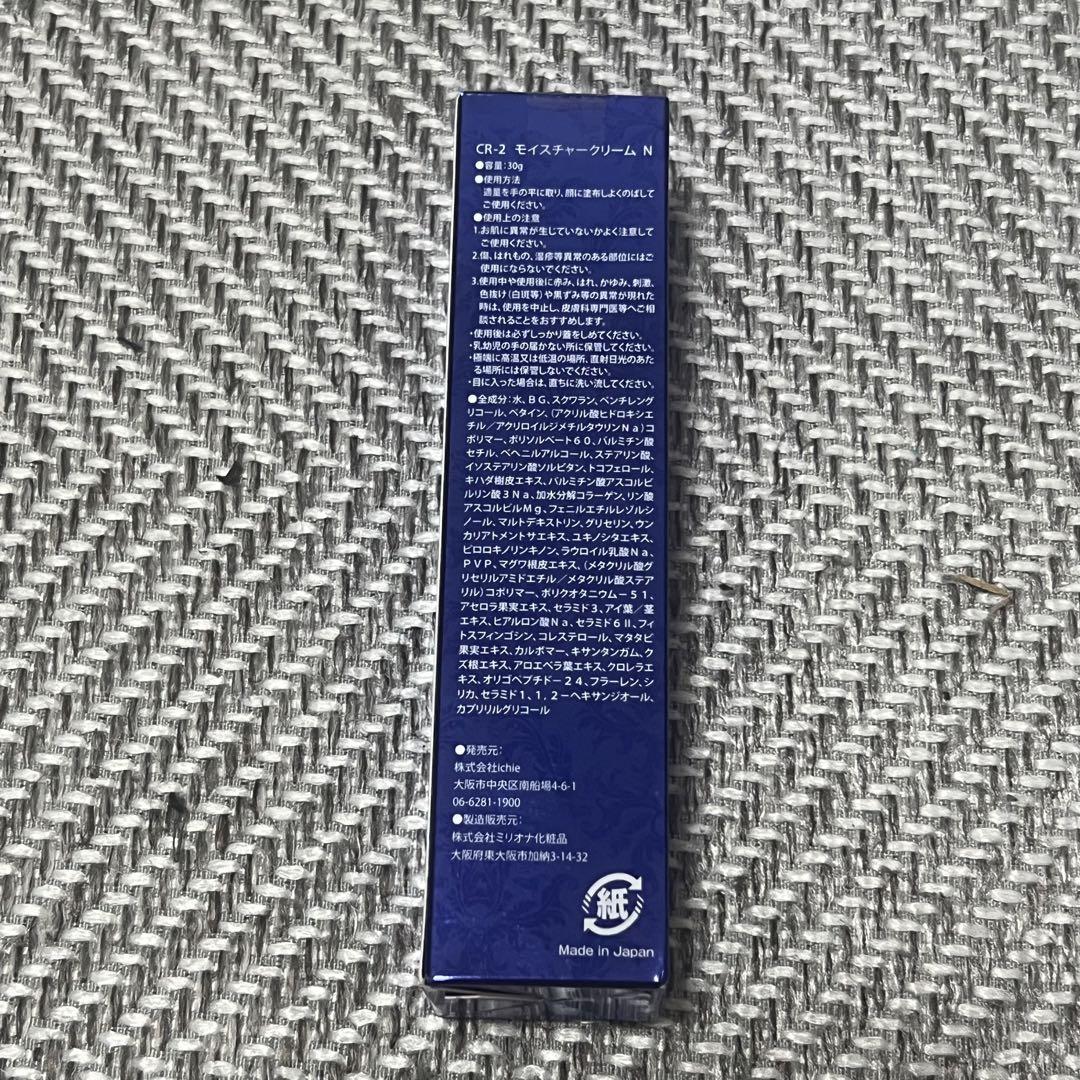 CR-2 モイスチャークリーム N
●容量:30g
●使用方法
適量を手の平に取り、顔に塗布しよくのばして
ご使用ください。
●使用上の注意
1.お肌に異常が生じていないかよく注意して
ご使用ください。
2.傷、はれもの、湿疹等異常のある部位にはご
使用にならないでください。
3.使用中や使用後に赤み、はれ、かゆみ、刺激、
色抜け(白斑等)や黒ずみ等の異常が現れた
時は、使用を中止し、皮膚科専門医等へご相
談されることをおすすめします。
・使用後は必ずしっかり蓋をしめてください。
・乳幼児の手の届かない所に保管してください。
・極端に高温又は低温の場所、直射日光のあた
る場所には保管しないでください。
・目に入った場合は、直ちに洗い流してください。
●全成分:水、BG、スクワラン、ペンチレング
リコール、ベタイン、(アクリル酸ヒドロキシエ
チル/アクリロイルジメチルタウリンNa)コ
ポリマー、ポリソルベート60、パルミチン酸
セチル、ベヘニルアルコール、ステアリン酸、
イソステアリン酸ソルビタン、トコフェロール、
キハダ樹皮エキス、パルミチン酸アスコルビ
ルリン酸3Na、加水分解コラーゲン、リン酸
アスコルビルMg、フェニルエチルレゾルシ
ノール、マルトデキストリン、グリセリン、ウン
カリアトメントサエキス、ユキノシタエキス、
ピロロキノリンキノン、ラウロイル乳酸Na、
PVP、マグワ根皮エキス、(メタクリル酸グ
リセリルアミドエチル/メタクリル酸ステア
リル)コポリマー、ポリクオタニウム-51、
アセロラ果実エキス、セラミド3、アイ葉/茎
エキス、ヒアルロン酸Na、セラミド6II、フィ
トスフィンゴシン、コレステロール、マタタビ
果実エキス、カルボマー、キサンタンガム、ク
ズ根エキス、アロエベラ葉エキス、クロレラエ
キス、オリゴペプチド-24、フラーレン、シ
リカ、セラミド1、1,2-ヘキサンジオール、
カプリリルグリコール
●発売元:
株式会社ichie
大阪市中央区南船場4-6-1
06-6281-1900
●製造販売元:
株式会社ミリオナ化粧品
大阪府東大阪市加納3-14-32
紙
Made in Japan